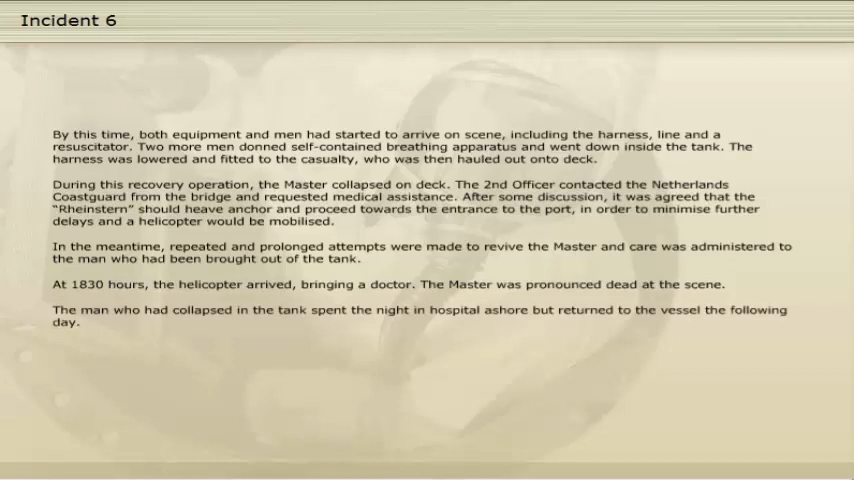 Incident 6
By this time, both equipment and men had started to arrive on scene, including the harness, line and a
resuscitator. Two more men donned self-contained breathing apparatus and went down inside the tank. The
harness was lowered and fitted to the casualty, who was then hauled out onto deck.
During this recovery operation, the Master collapsed on deck. The 2nd Officer contacted the Netherlands
Coastguard from the bridge and requested medical assistance. After some discussion, it was agreed that the
“Rheinstern” should heave anchor and proceed towards the entrance to the port, in order to minimise further
delays and a helicopter would be mobilised.
In the meantime, repeated and prolonged attempts were made to revive the Master and care was administered to
the man who had been brought out of the tank.
At 1830 hours, the helicopter arrived, bringing a doctor. The Master was pronounced dead at the scene.
The man who had collapsed in the tank spent the night in hospital ashore but returned to the vessel the following
day.